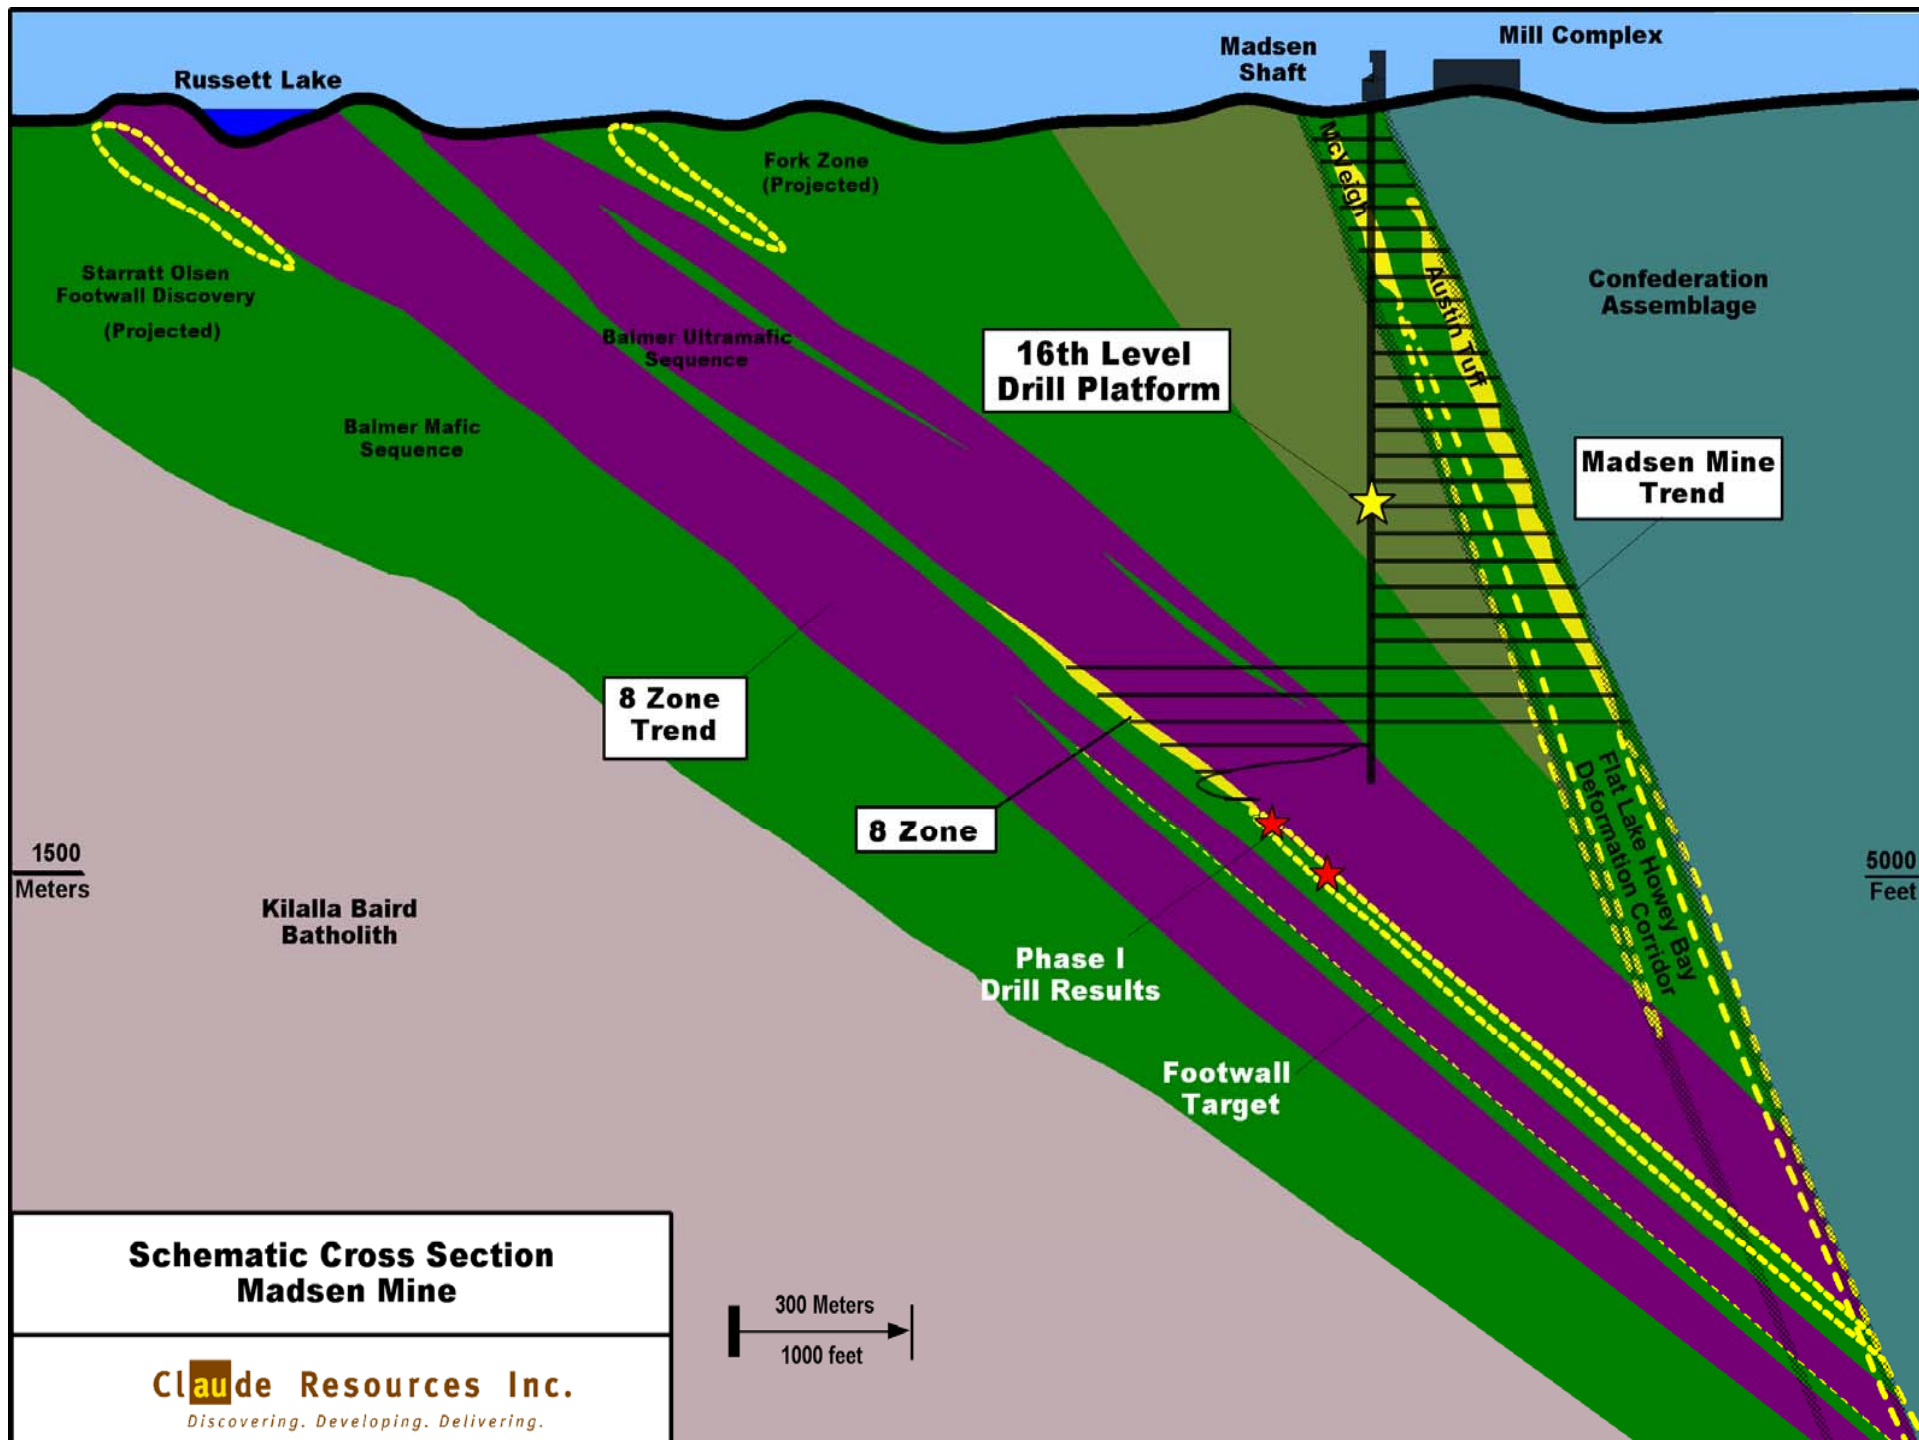 Russett Lake
Madsen
Shaft
Mill Complex
Fork Zone
(Projected)
McVeigh
Starratt Olsen
Footwall Discovery
(Projected)
Austin Tuff
Confederation
Assemblage
Balmer Ultramafic
Sequence
16th Level
Drill Platform
Balmer Mafic
Sequence
Madsen Mine
Trend
8 Zone
Trend
8 Zone
Flat Lake Howey Bay
Deformation Corridor
1500
Meters
5000
Feet
Kilalla Baird
Batholith
Phase I
Drill Results
Footwall
Target
Schematic Cross Section
Madsen Mine
300 Meters
1000 feet
Claude Resources Inc.
Discovering. Developing. Delivering.